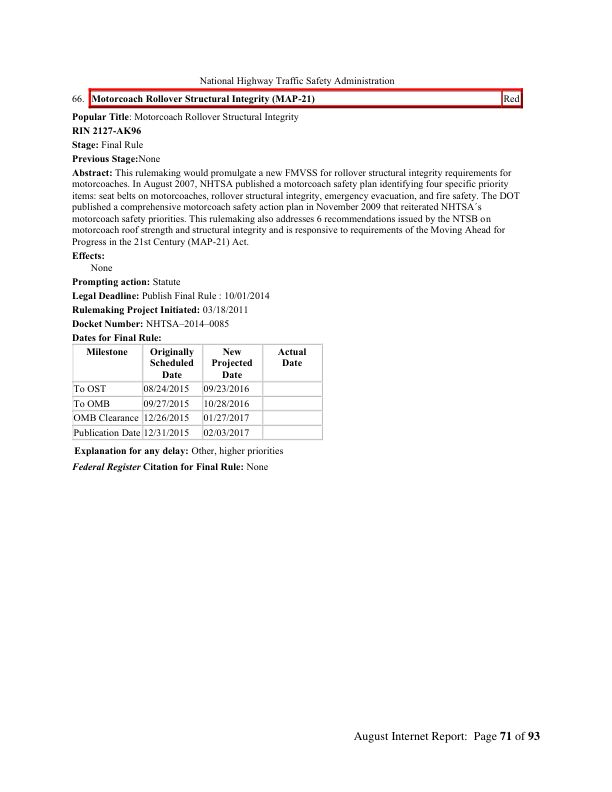 National Highway Traffic Safety Administration
66. Motorcoach Rollover Structural Integrity (MAP-21) Red
Popular Title: Motorcoach Rollover Structural Integrity
RIN 2127-AK96
Stage: Final Rule
Previous Stage:None
Abstract: This rulemaking would promulgate a new FMVSS for rollover structural integrity requirements for
motorcoaches. In August 2007, NHTSA published a motorcoach safety plan identifying four specific priority
items: seat belts on motorcoaches, rollover structural integrity, emergency evacuation, and fire safety. The DOT
published a comprehensive motorcoach safety action plan in November 2009 that reiterated NHTSA´s
motorcoach safety priorities. This rulemaking also addresses 6 recommendations issued by the NTSB on
motorcoach roof strength and structural integrity and is responsive to requirements of the Moving Ahead for
Progress in the 21st Century (MAP-21) Act.
Effects:
None
Prompting action: Statute
Legal Deadline: Publish Final Rule : 10/01/2014
Rulemaking Project Initiated: 03/18/2011
Docket Number: NHTSA–2014–0085
Dates for Final Rule:
Milestone Originally New Actual
Scheduled Projected Date
Date Date
To OST 08/24/2015 09/23/2016
To OMB 09/27/2015 10/28/2016
OMB Clearance 12/26/2015 01/27/2017
Publication Date 12/31/2015 02/03/2017
Explanation for any delay: Other, higher priorities
Federal Register Citation for Final Rule: None
August Internet Report: Page 71 of 93